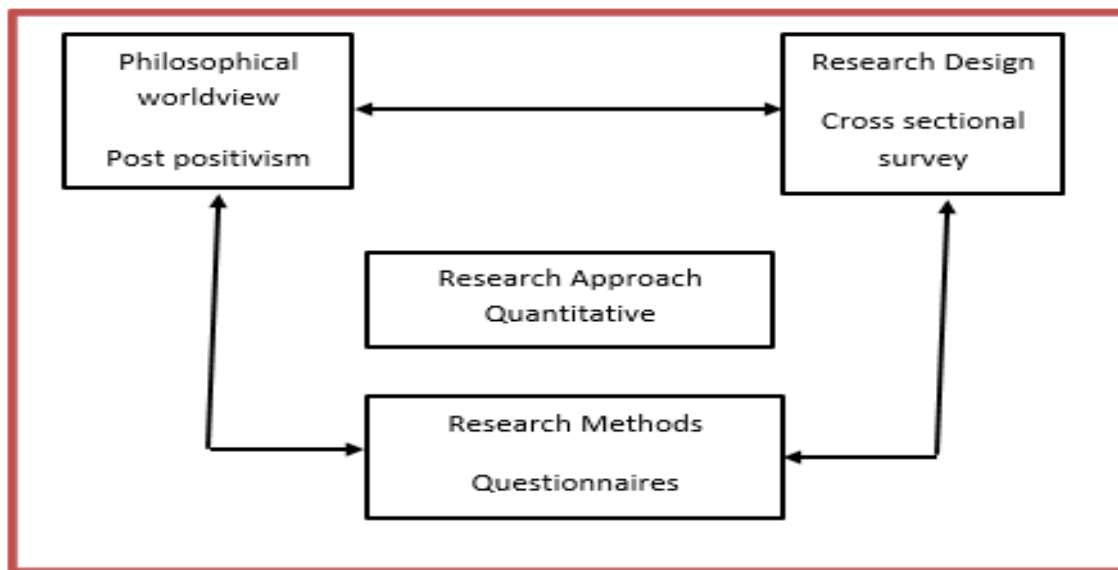 Philosophical
worldview
Post positivism
Research Design
Cross sectional
survey
Research Approach
Quantitative
Research Methods
Questionnaires